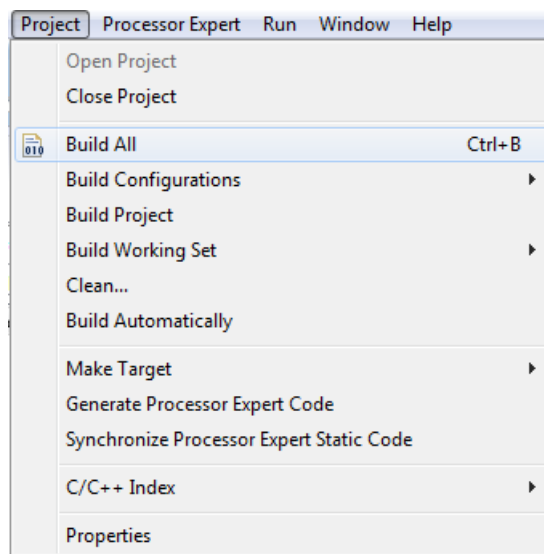 Project Processor Expert Run Window Help
Open Project
Close Project
010 Build All Ctrl+B
Build Configurations
Build Project
Build Working Set
Clean...
Build Automatically
Make Target
Generate Processor Expert Code
Synchronize Processor Expert Static Code
C/C++ Index
Properties